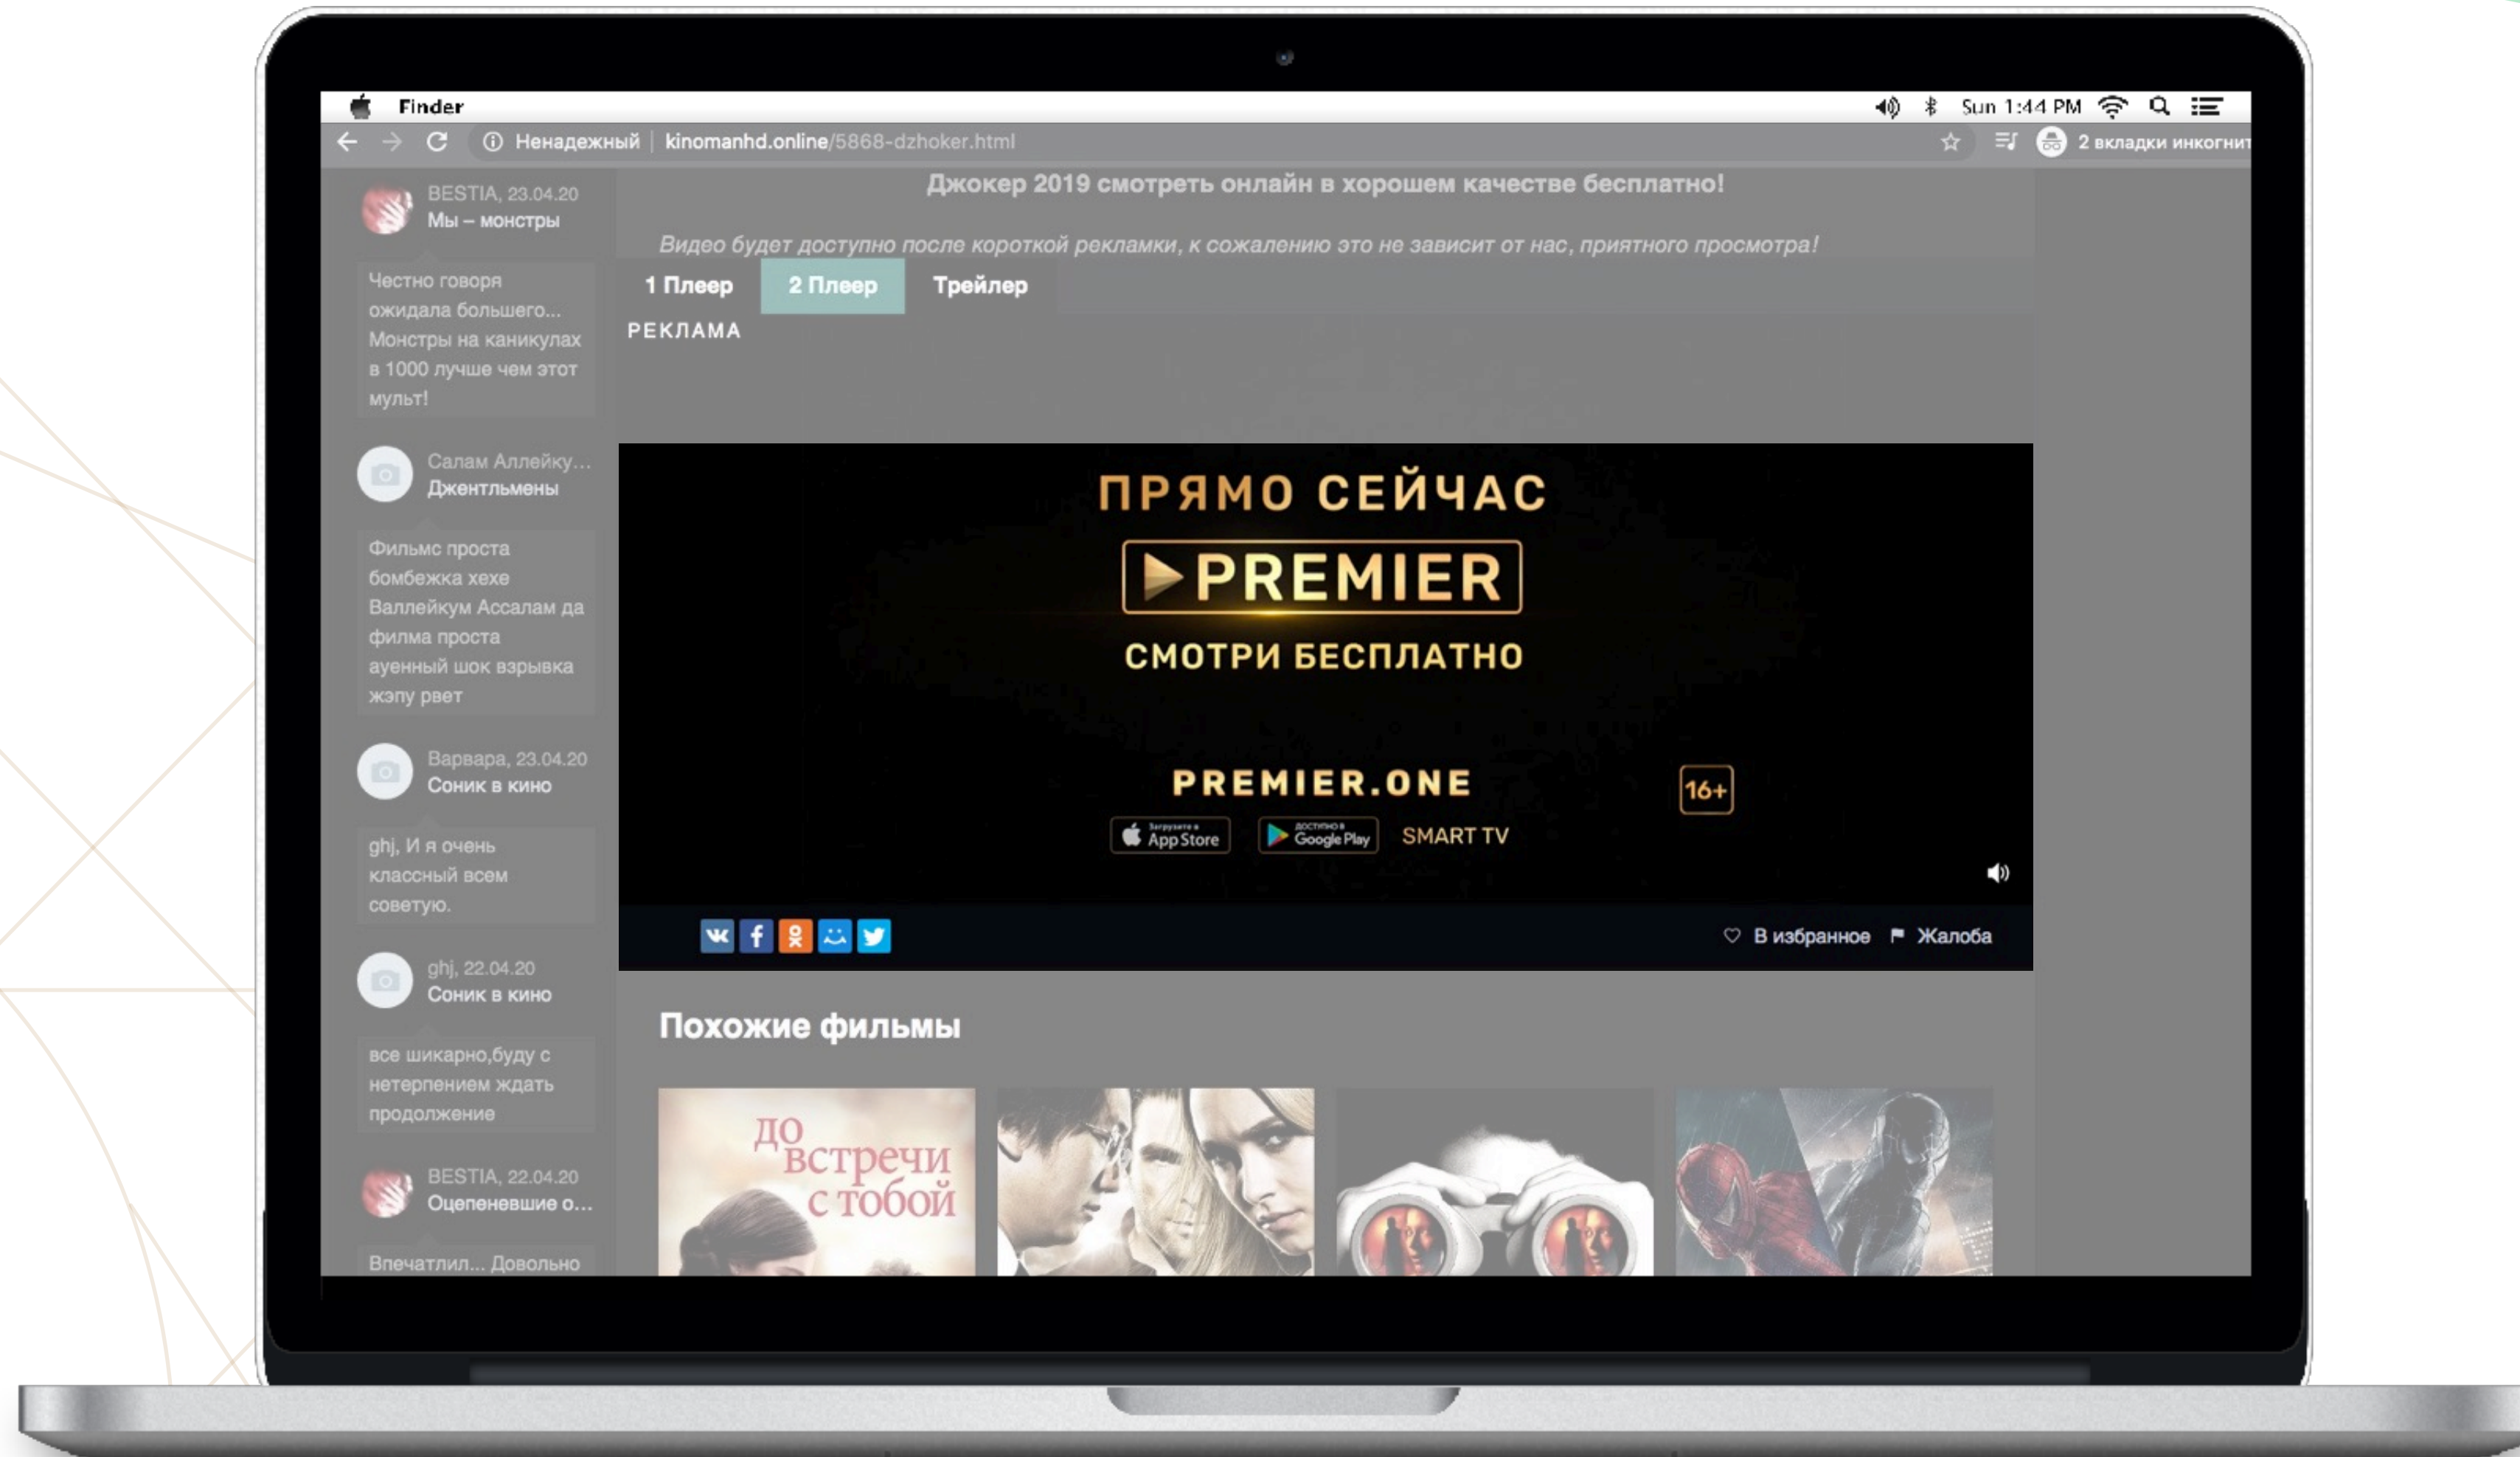 Finder
Sun 1:44 PM
Ненадежный | kinomanhd.online/5868-dzhoker.html
2 вкладки инкогнит
BESTIA, 23.04.20
Мы – монстры
Честно говоря
ожидала большего...
Монстры на каникулах
в 1000 лучше чем этот
мульт!
Салам Аллейку...
Джентльмены
Фильмс проста
бомбежка хехе
Валлейкум Ассалам да
филма проста
ауенный шок взрывка
жэпу рвет
Варвара, 23.04.20
Соник в кино
ghj, И я очень
классный всем
советую.
ghj, 22.04.20
Соник в кино
все шикарно,буду с
нетерпением ждать
продолжение
BESTIA, 22.04.20
Оцепеневшие о...
Впечатлил... Довольно
Джокер 2019 смотреть онлайн в хорошем качестве бесплатно!
Видео будет доступно после короткой рекламки, к сожалению это не зависит от нас, приятного просмотра!
1 Плеер 2 Плеер Трейлер
РЕКЛАМА
ПРЯМО СЕЙЧАС
PREMIER
СМОТРИ БЕСПЛАТНО
PREMIER.ONE
16+
Загрузите в
App Store
ДОСТУПНО В
Google Play
SMART TV
В избранное Жалоба
Похожие фильмы
ДО
ВСТРЕЧИ
С ТОБОЙ